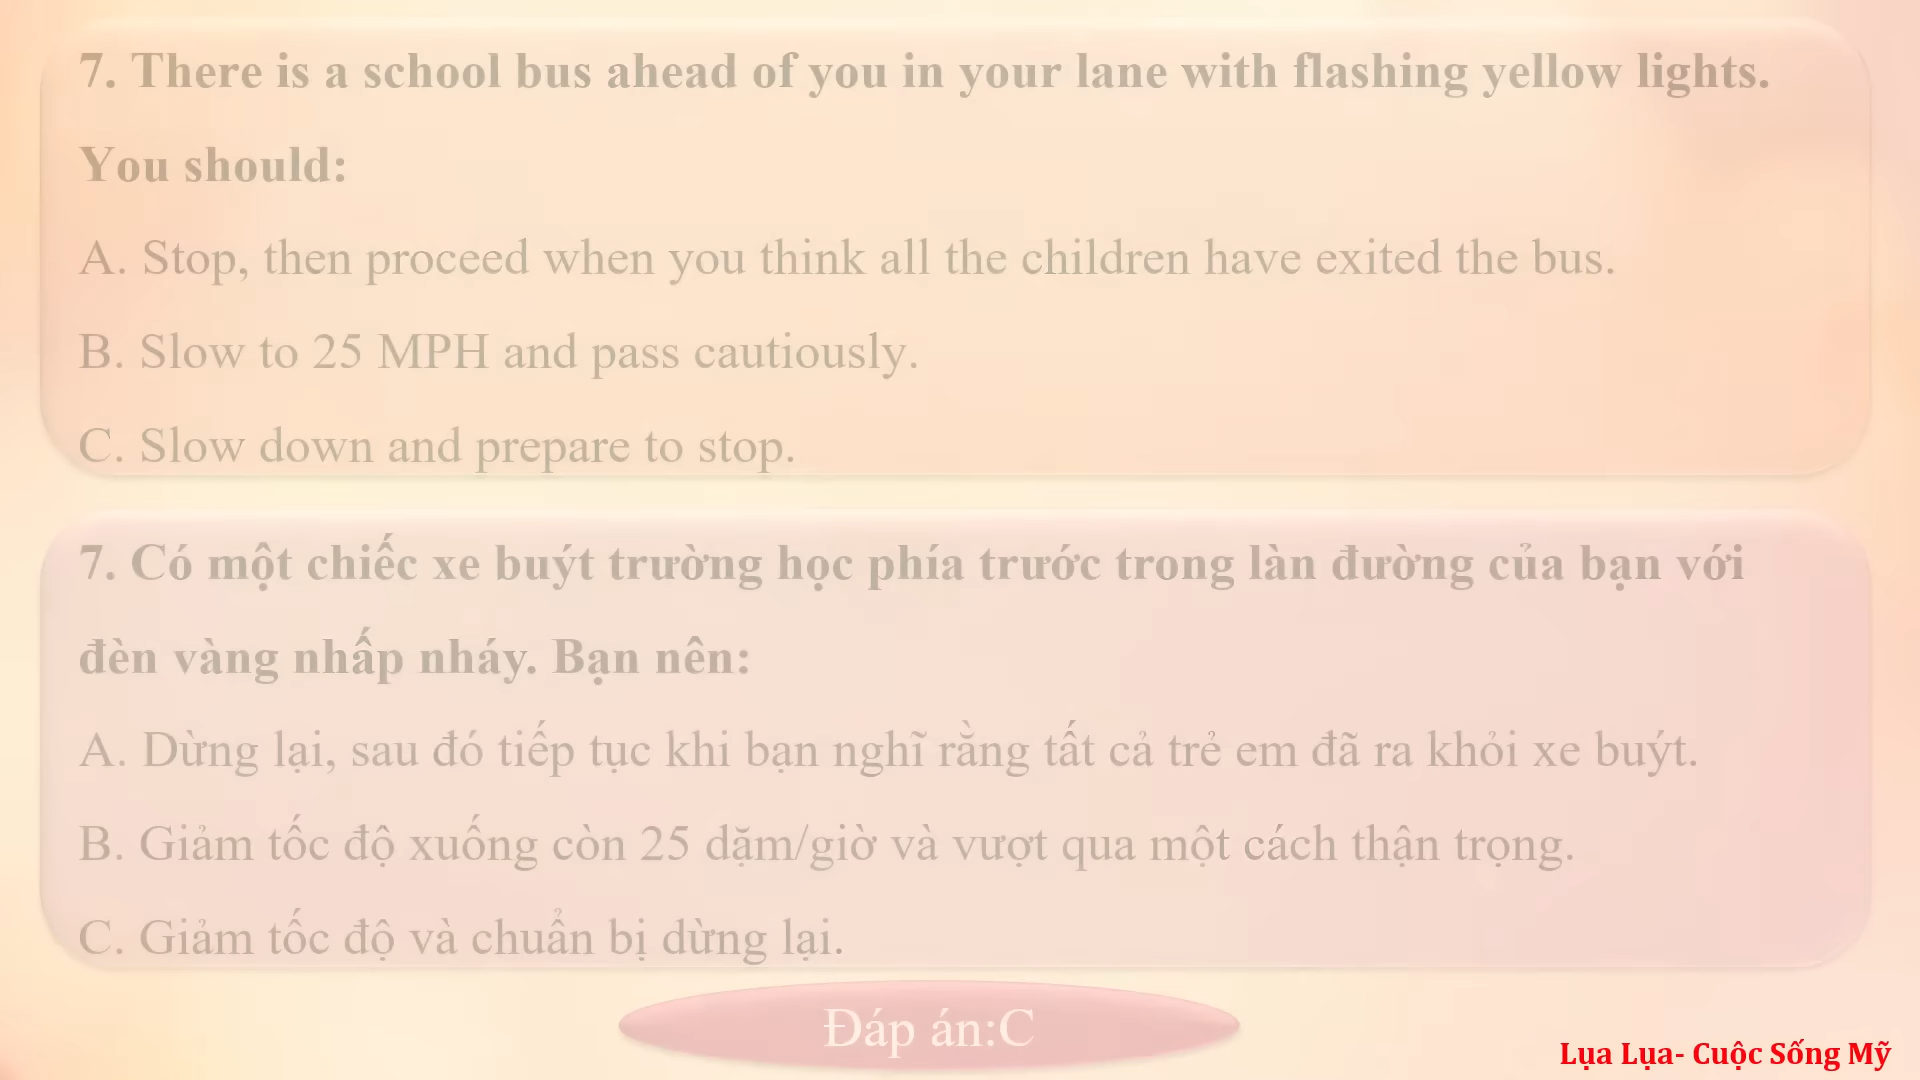 7. There is a school bus ahead of you in your lane with flashing yellow lights.
You should:
A. Stop, then proceed when you think all the children have exited the bus.
B. Slow to 25 MPH and pass cautiously.
C. Slow down and prepare to stop.
7. Có một chiếc xe buýt trường học phía trước trong làn đường của bạn với
đèn vàng nhấp nháy. Bạn nên:
A. Dừng lại, sau đó tiếp tục khi bạn nghĩ rằng tất cả trẻ em đã ra khỏi xe buýt.
B. Giảm tốc độ xuống còn 25 dặm/giờ và vượt qua một cách thận trọng.
C. Giảm tốc độ và chuẩn bị dừng lại.
Đáp án:C
Lụa Lụa- Cuộc Sống Mỹ